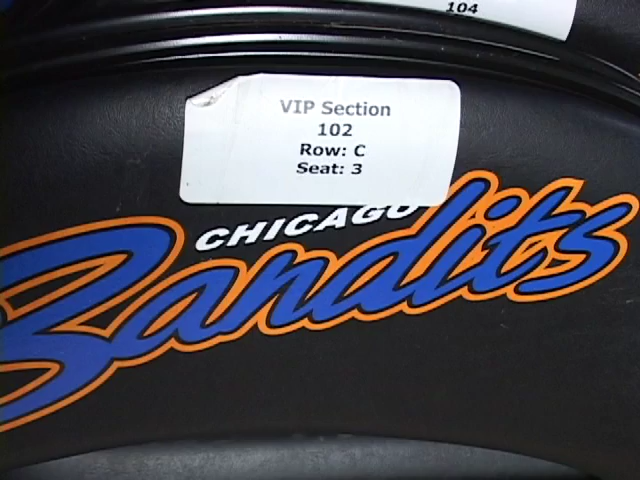 104
VIP Section
102
Row: C
Seat: 3
CHICAGO
Bandits